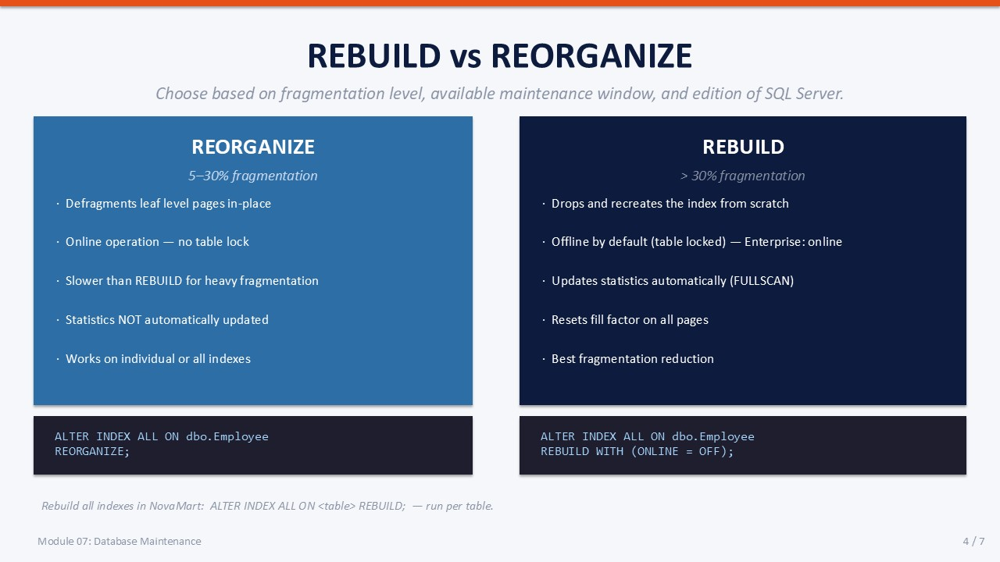 REBUILD vs REORGANIZE
Choose based on fragmentation level, available maintenance window, and edition of SQL Server.
REORGANIZE
5–30% fragmentation
· Defragments leaf level pages in-place
· Online operation — no table lock
· Slower than REBUILD for heavy fragmentation
· Statistics NOT automatically updated
· Works on individual or all indexes
ALTER INDEX ALL ON dbo.Employee
REORGANIZE;
REBUILD
> 30% fragmentation
· Drops and recreates the index from scratch
· Offline by default (table locked) — Enterprise: online
· Updates statistics automatically (FULLSCAN)
· Resets fill factor on all pages
· Best fragmentation reduction
ALTER INDEX ALL ON dbo.Employee
REBUILD WITH (ONLINE = OFF);
Rebuild all indexes in NovaMart:  ALTER INDEX ALL ON <table> REBUILD;  — run per table.
Module 07: Database Maintenance
4 / 7